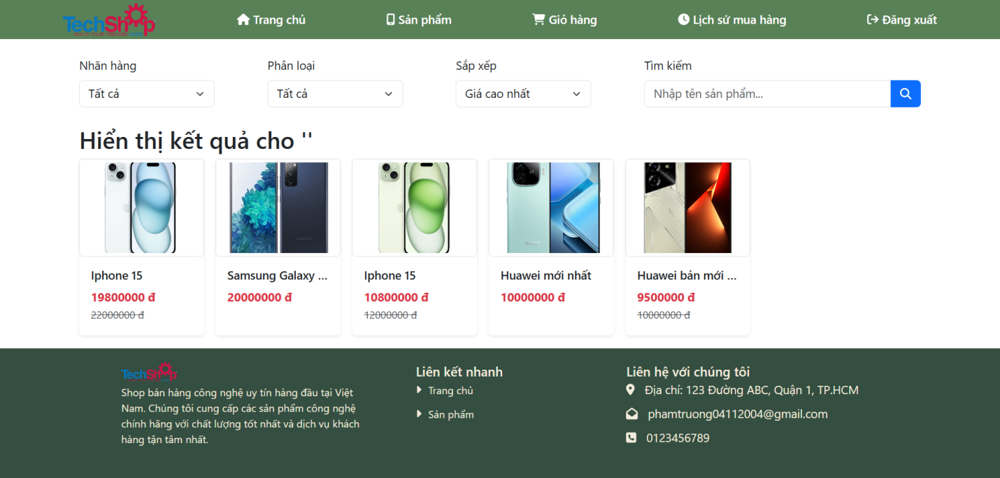 TechShop
Trang chủ
Sản phẩm
Giỏ hàng
Lịch sử mua hàng
Đăng xuất
Nhãn hàng
Phân loại
Sắp xếp
Tìm kiếm
Tất cả
Tất cả
Giá cao nhất
Nhập tên sản phẩm...
Hiển thị kết quả cho ''
Iphone 15
19800000 đ
22000000 đ
Samsung Galaxy ...
20000000 đ
Iphone 15
10800000 đ
12000000 đ
Huawei mới nhất
10000000 đ
Huawei bản mới ...
9500000 đ
10000000 đ
TechShop
Shop bán hàng công nghệ uy tín hàng đầu tại Việt
Nam. Chúng tôi cung cấp các sản phẩm công nghệ
chính hãng với chất lượng tốt nhất và dịch vụ khách
hàng tận tâm nhất.
Liên kết nhanh
Trang chủ
Sản phẩm
Liên hệ với chúng tôi
Địa chỉ: 123 Đường ABC, Quận 1, TP.HCM
phamtruong04112004@gmail.com
0123456789